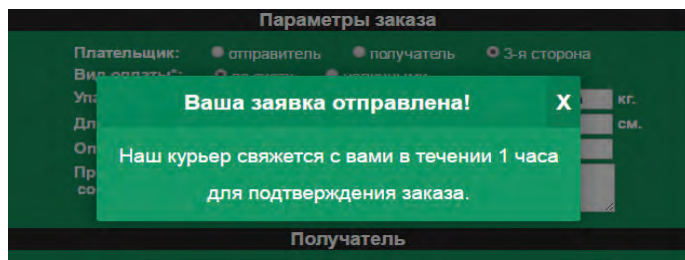 Параметры заказа
Плательщик: отправитель получатель 3-я сторона
Ваша заявка отправлена! X
кг.
см.
Наш курьер свяжется с вами в течении 1 часа
для подтверждения заказа.
Получатель